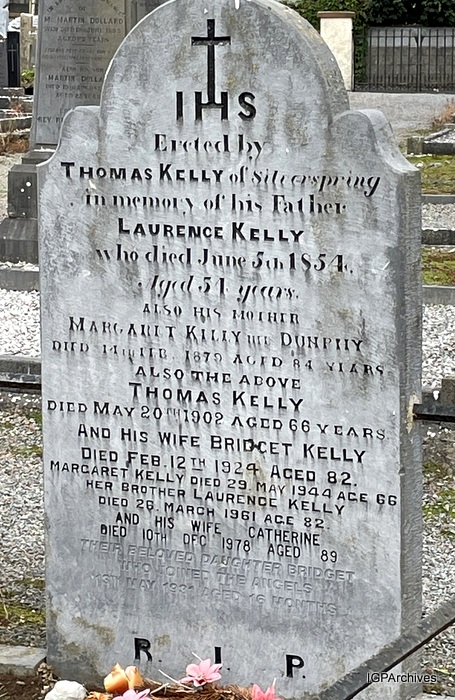 M. MARTIN DOLLARD
MARTIN
IHS
Erected by
THOMAS KELLY of Silverspring
in memory of his Father
LAURENCE KELLY
who died June 5th 1854.
Aged 54 years.
ALSO HIS MOTHER
MARGARET KELLY nee DUNPHY
DIED 14TH FEB. 1879 AGED 84 YEARS
ALSO THE ABOVE
THOMAS KELLY
DIED MAY 20TH 1902 AGED 66 YEARS
AND HIS WIFE BRIDGET KELLY
DIED FEB. 12TH 1924 AGED 82.
MARGARET KELLY DIED 29. MAY 1944 AGE 66
HER BROTHER LAURENCE KELLY
DIED 26. MARCH 1961 AGE 82.
AND HIS WIFE CATHERINE
DIED 10TH DEC 1978 AGED 89
THEIR BELOVED DAUGHTER BRIDGET
WHO JOINED THE ANGELS
MAY 1931 AGED 16 MONTHS
R. I. P.
IGPArchives